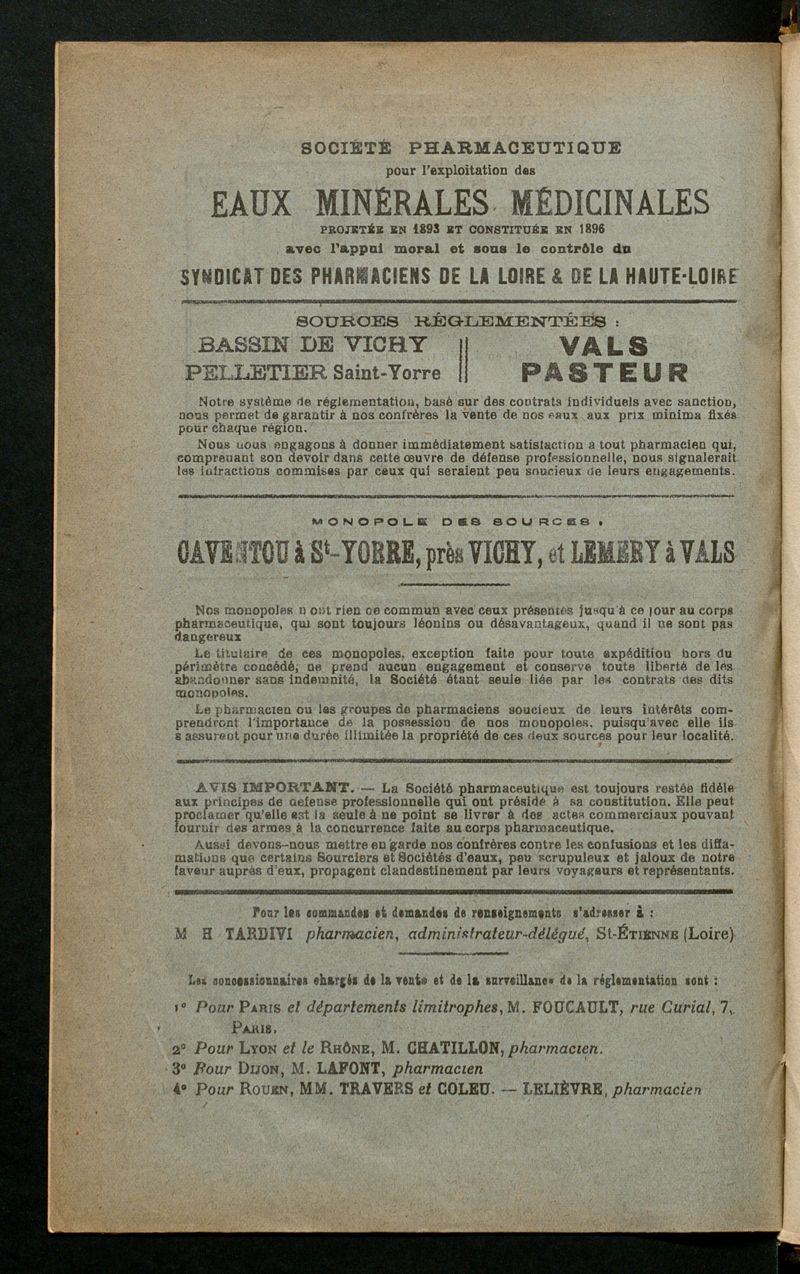 SOCIÉTÉ PHARMACEUTIQUE
pour l'exploitation des
EAUX MINÉRALES MÉDICINALES
PROJETÉE EN 1893 ET CONSTITUÉE EN 1896
avec l'appui moral et sous le contrôle du
SYNDICAT DES PHARMACIENS DE LA LOIRE & DE LA HAUTE-LOIRE
SOURCES RÉGLEMENTÉES :
BASSIN DE VICHY
PELLETIER Saint-Yorre
VALS
PASTEUR
Notre système de réglementation, basé sur des contrats individuels avec sanction,
nous permet de garantir à nos confrères la vente de nos eaux aux prix minima fixés
pour chaque région.
Nous nous engageons à donner immédiatement satisfaction a tout pharmacien qui,
comprenant son devoir dans cette œuvre de défense professionnelle, nous signalerait
les infractions commises par ceux qui seraient peu soucieux de leurs engagements.
MONOPOLE DES SOURCES.
CAVENTOU à St-YORRE, près VICHY, et LEMERY à VALS
Nos monopoles n ont rien de commun avec ceux présentés jusqu'à ce jour au corps
pharmaceutique, qui sont toujours léonins ou désavantageux, quand il ne sont pas
dangereux
Le titulaire de ces monopoles, exception faite pour toute expédition hors du
périmètre concédé, ne prend aucun engagement et conserve toute liberté de les
abandonner sans indemnité, la Société étant seule liée par les contrats des dits
monopoles.
Le pharmacien ou les groupes de pharmaciens soucieux de leurs intérêts com-
prendront l'importance de la possession de nos monopoles, puisqu'avec elle ils
s assurent pour une durée illimitée la propriété de ces deux sources pour leur localité.
AVIS IMPORTANT. — La Société pharmaceutique est toujours restée fidèle
aux principes de défense professionnelle qui ont présidé à sa constitution. Elle peut
proclamer qu'elle est la seule à ne point se livrer à des actes commerciaux pouvant
fournir des armes à la concurrence faite au corps pharmaceutique.
Aussi devons-nous mettre en garde nos confrères contre les confusions et les diffa-
mations que certains Sourciers et Sociétés d'eaux, peu scrupuleux et jaloux de notre
faveur auprès d'eux, propagent clandestinement par leurs voyageurs et représentants.
Pour les commandes et demandes de renseignements s'adresser à :
M H TARDIVI pharmacien, administrateur-délégué, St-ÉTIENNE (Loire)
Les concessionnaires chargés de la vente et de la surveillance de la réglementation sont :
1° Pour PARIS et départements limitrophes, M. FOUCAULT, rue Curial, 7,
PARIS.
2° Pour LYON et le RHÔNE, M. CHATILLON, pharmacien.
3° Pour DIJON, M. LAFONT, pharmacien
4° Pour ROUEN, MM. TRAVERS et COLEU. — LELIÈVRE, pharmacien